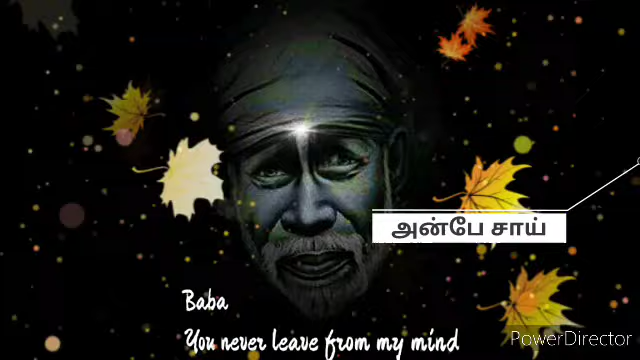 அன்பே சாய்
Baba
You never leave from my mind
PowerDirector